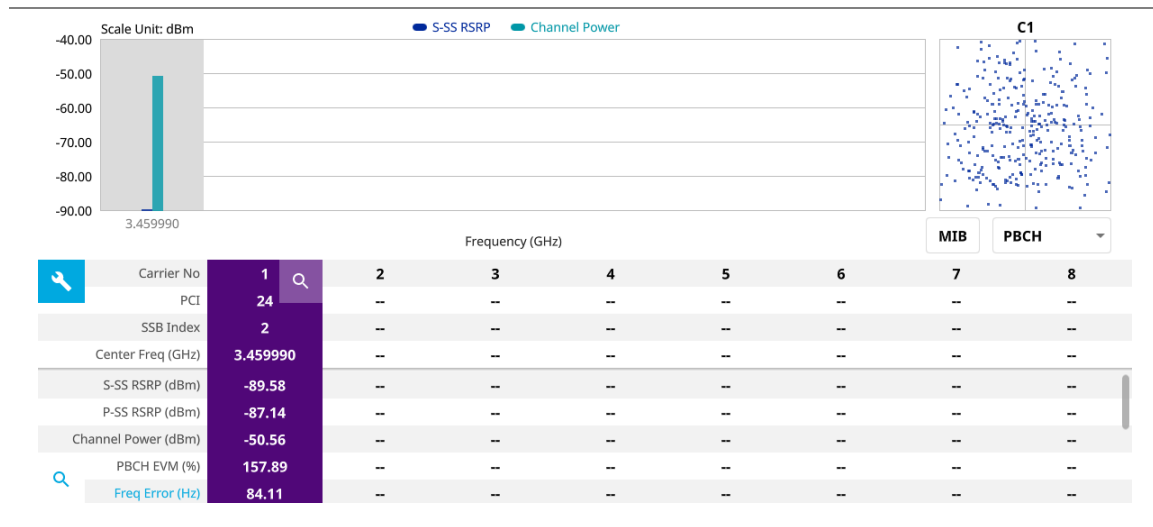 Scale Unit: dBm
S-SS RSRP Channel Power
C1
-40.00
-50.00
-60.00
-70.00
-80.00
-90.00
3.459990
Frequency (GHz)
MIB PBCH
Carrier No 1 2 3 4 5 6 7 8
PCI 24 -- -- -- -- -- -- --
SSB Index 2 -- -- -- -- -- -- --
Center Freq (GHz) 3.459990 -- -- -- -- -- -- --
S-SS RSRP (dBm) -89.58 -- -- -- -- -- -- --
P-SS RSRP (dBm) -87.14 -- -- -- -- -- -- --
Channel Power (dBm) -50.56 -- -- -- -- -- -- --
PBCH EVM (%) 157.89 -- -- -- -- -- -- --
Freq Error (Hz) 84.11 -- -- -- -- -- -- --